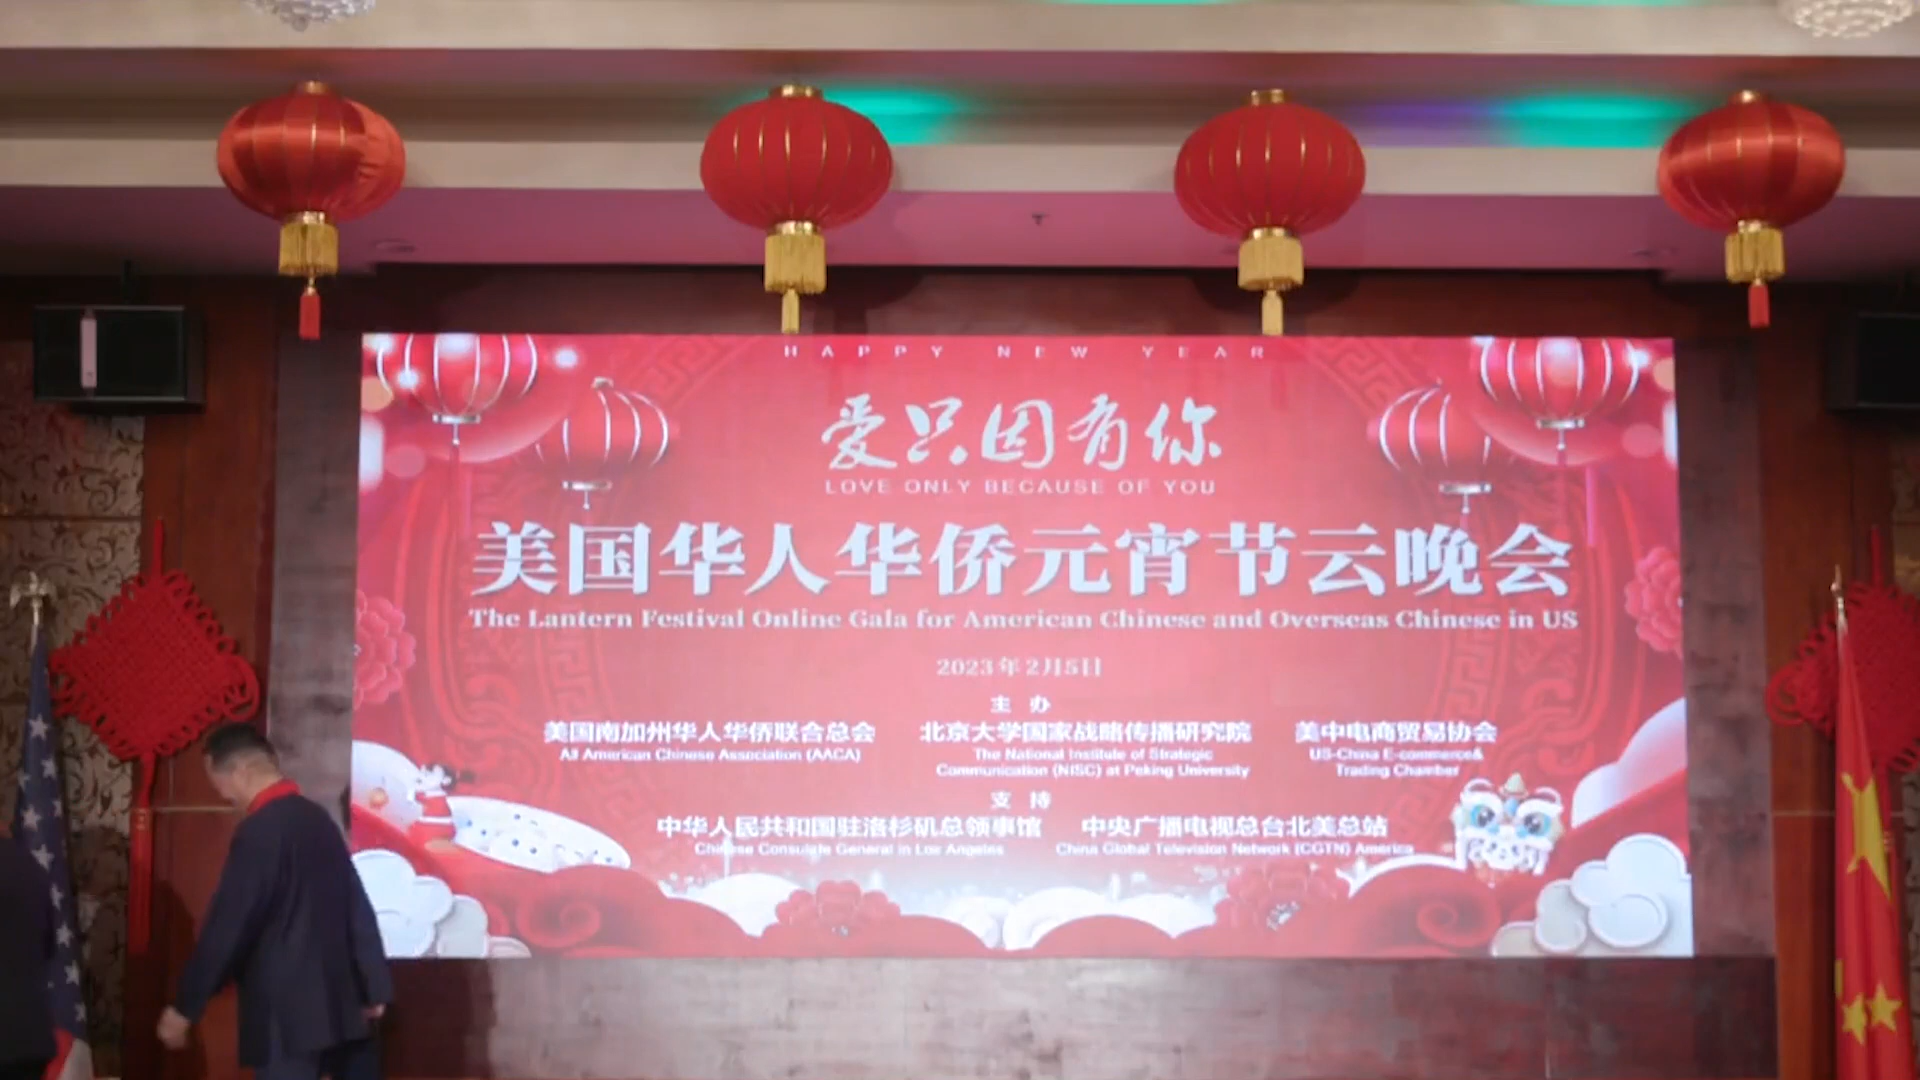 HAPPY NEW YEAR
爱只因有你
LOVE ONLY BECAUSE OF YOU
美国华人华侨元宵节云晚会
The Lantern Festival Online Gala for American Chinese and Overseas Chinese in US
2023年2月5日
主办
美国南加州华人华侨联合总会 北京大学国家战略传播研究院 美中电商贸易协会
All American Chinese Association (AACA) The National Institute of Strategic US-China E-commerce&
Communication (NISC) at Peking University Trading Chamber
支持
中华人民共和国驻洛杉矶总领事馆 中央广播电视总台北美总站
Chinese Consulate General in Los Angeles China Global Television Network (CGTN) America